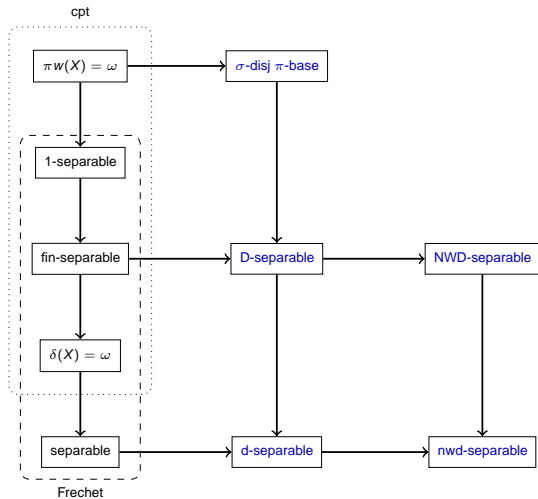 cpt
πw(X) = ω
σ-disj π-base
1-separable
fin-separable
D-separable
NWD-separable
δ(X) = ω
separable
d-separable
nwd-separable
Frechet